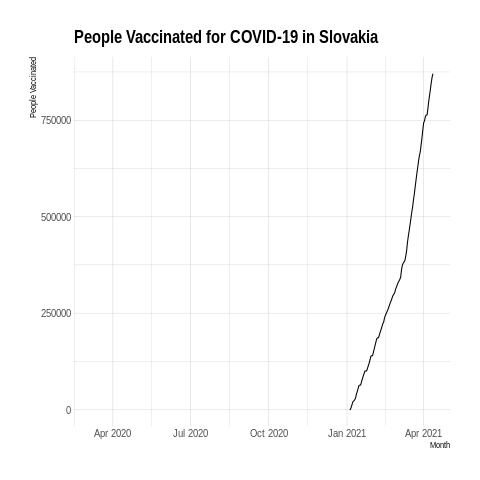 People Vaccinated for COVID-19 in Slovakia
People Vaccinated
750000
500000
250000
0
Apr 2020 Jul 2020 Oct 2020 Jan 2021 Apr 2021
Month